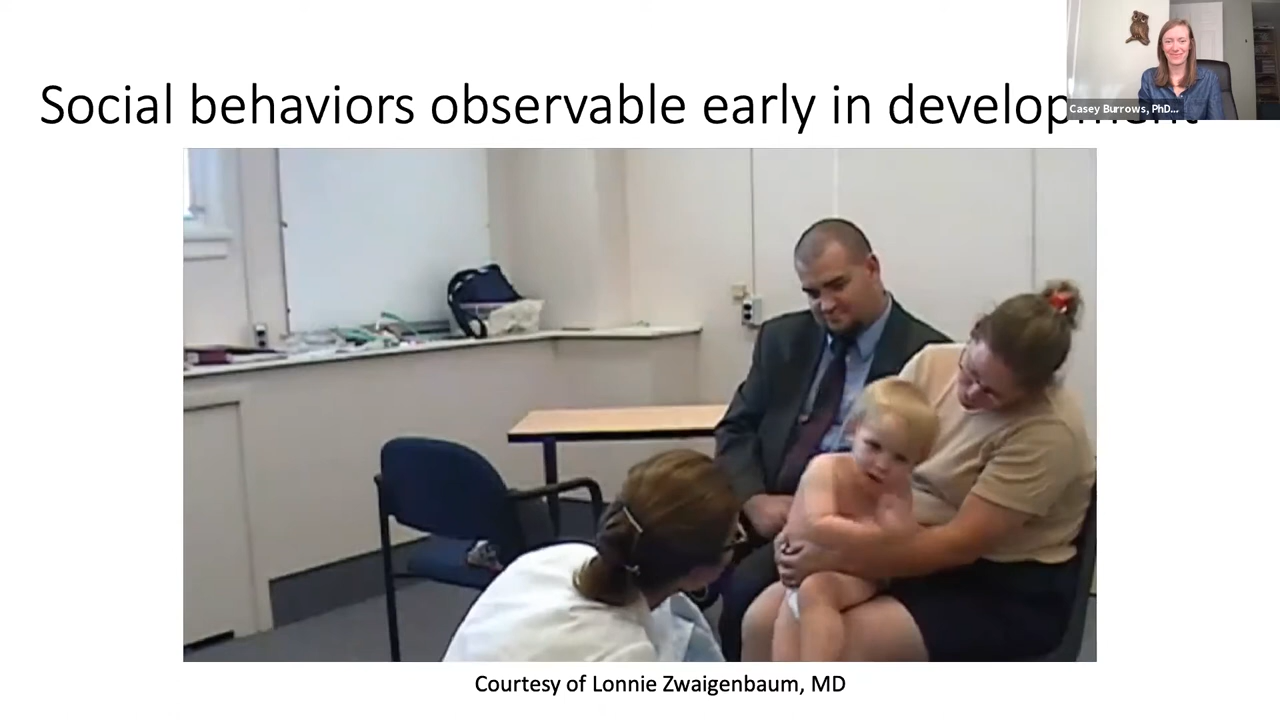 Social behaviors observable early in development
Casey Burrows, PhD...
Courtesy of Lonnie Zwaigenbaum, MD